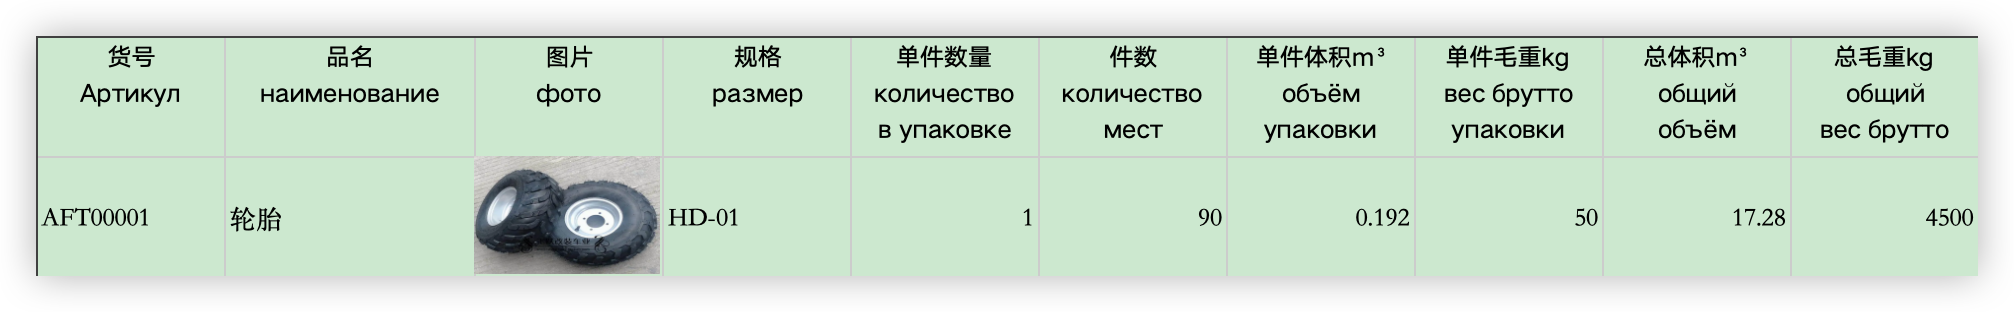 货号
Артикул
品名
наименование
图片
фото
规格
размер
单件数量
количество
в упаковке
件数
количество
мест
单件体积m³
объём
упаковки
单件毛重kg
вес брутто
упаковки
总体积m³
общий
объём
总毛重kg
общий
вес брутто
AFT00001
轮胎
HD-01
1
90
0.192
50
17.28
4500